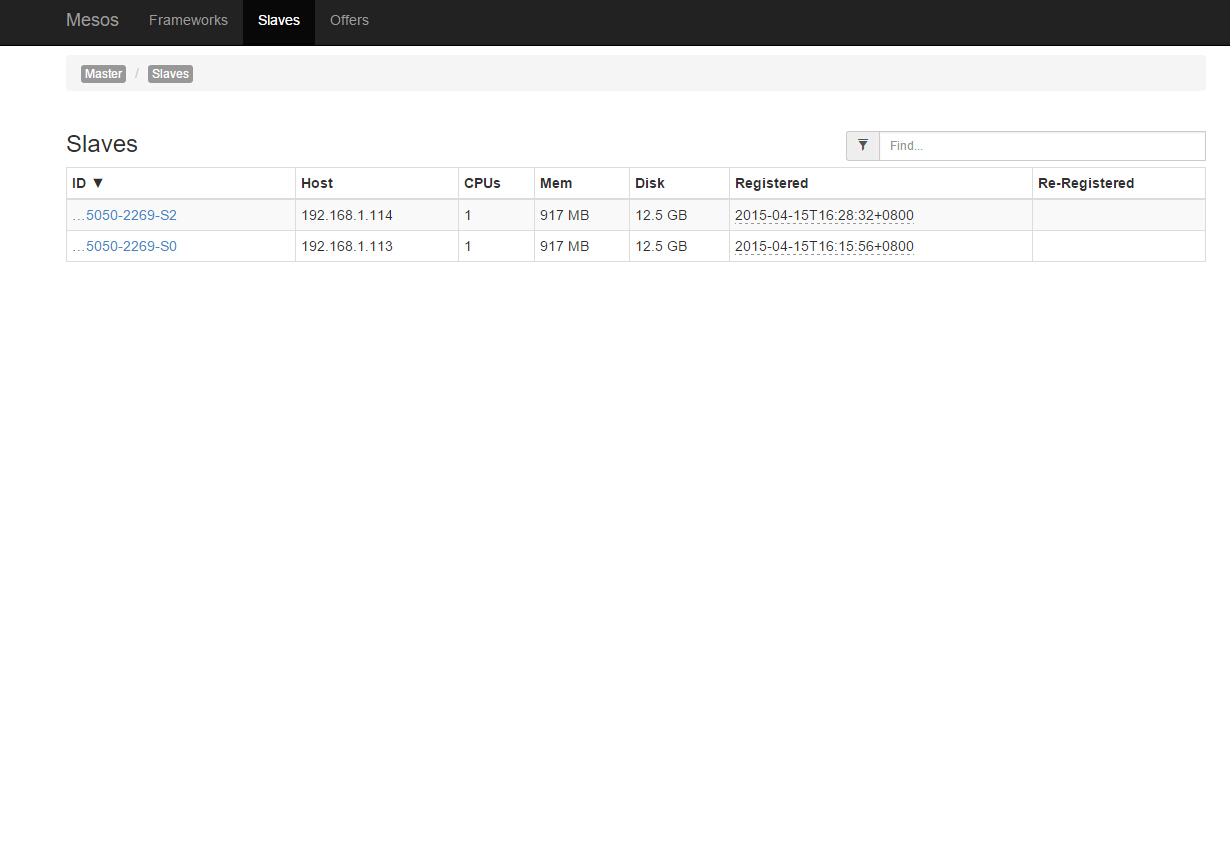 Mesos Frameworks Slaves Offers
Master / Slaves
Slaves
Find...
ID ▼ Host CPUs Mem Disk Registered Re-Registered
…5050-2269-S2 192.168.1.114 1 917 MB 12.5 GB 2015-04-15T16:28:32+0800
…5050-2269-S0 192.168.1.113 1 917 MB 12.5 GB 2015-04-15T16:15:56+0800